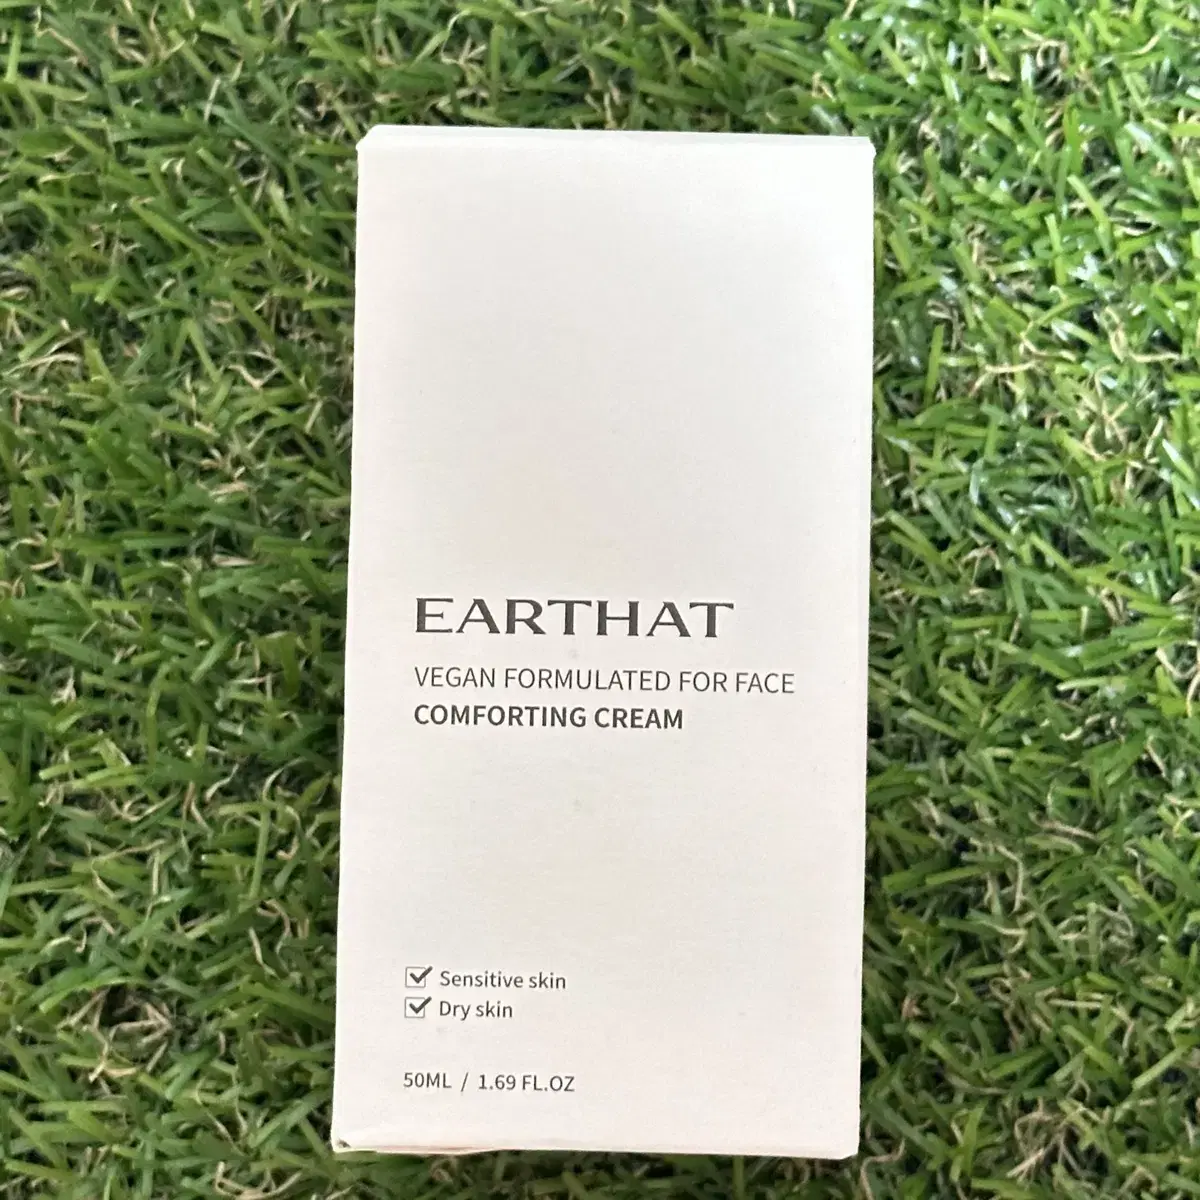 EARTHAT
VEGAN FORMULATED FOR FACE
COMFORTING CREAM
Sensitive skin
Dry skin
50ML / 1.69 FL.OZ